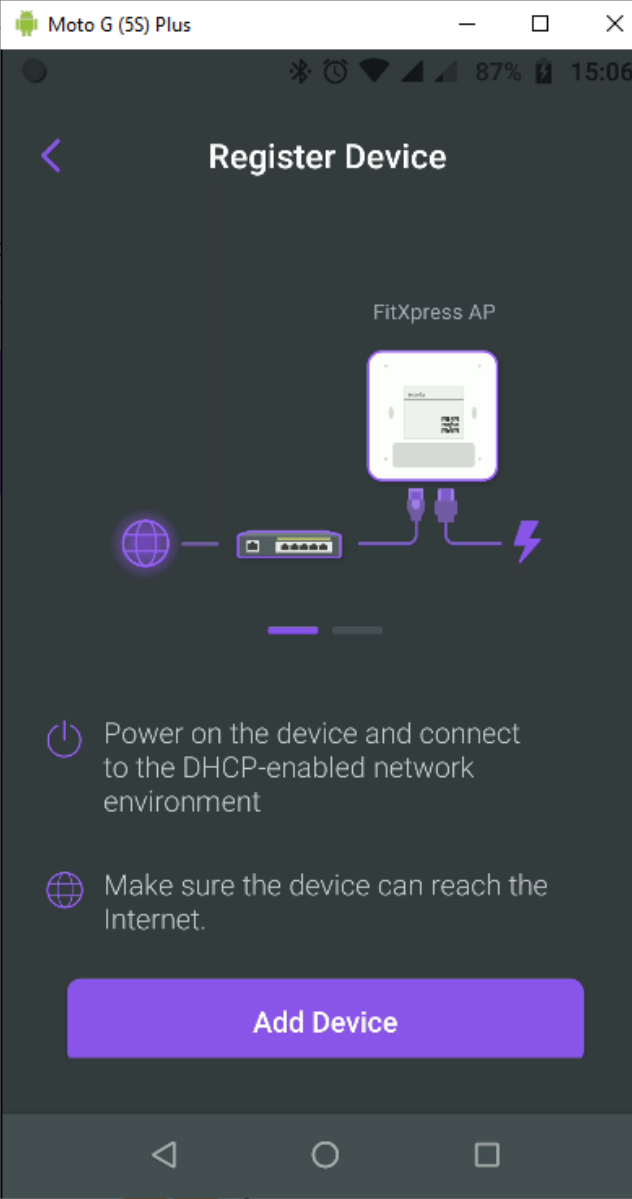 Moto G (5S) Plus
87% 15:06
Register Device
FitXpress AP
Power on the device and connect
to the DHCP-enabled network
environment
Make sure the device can reach the
Internet.
Add Device